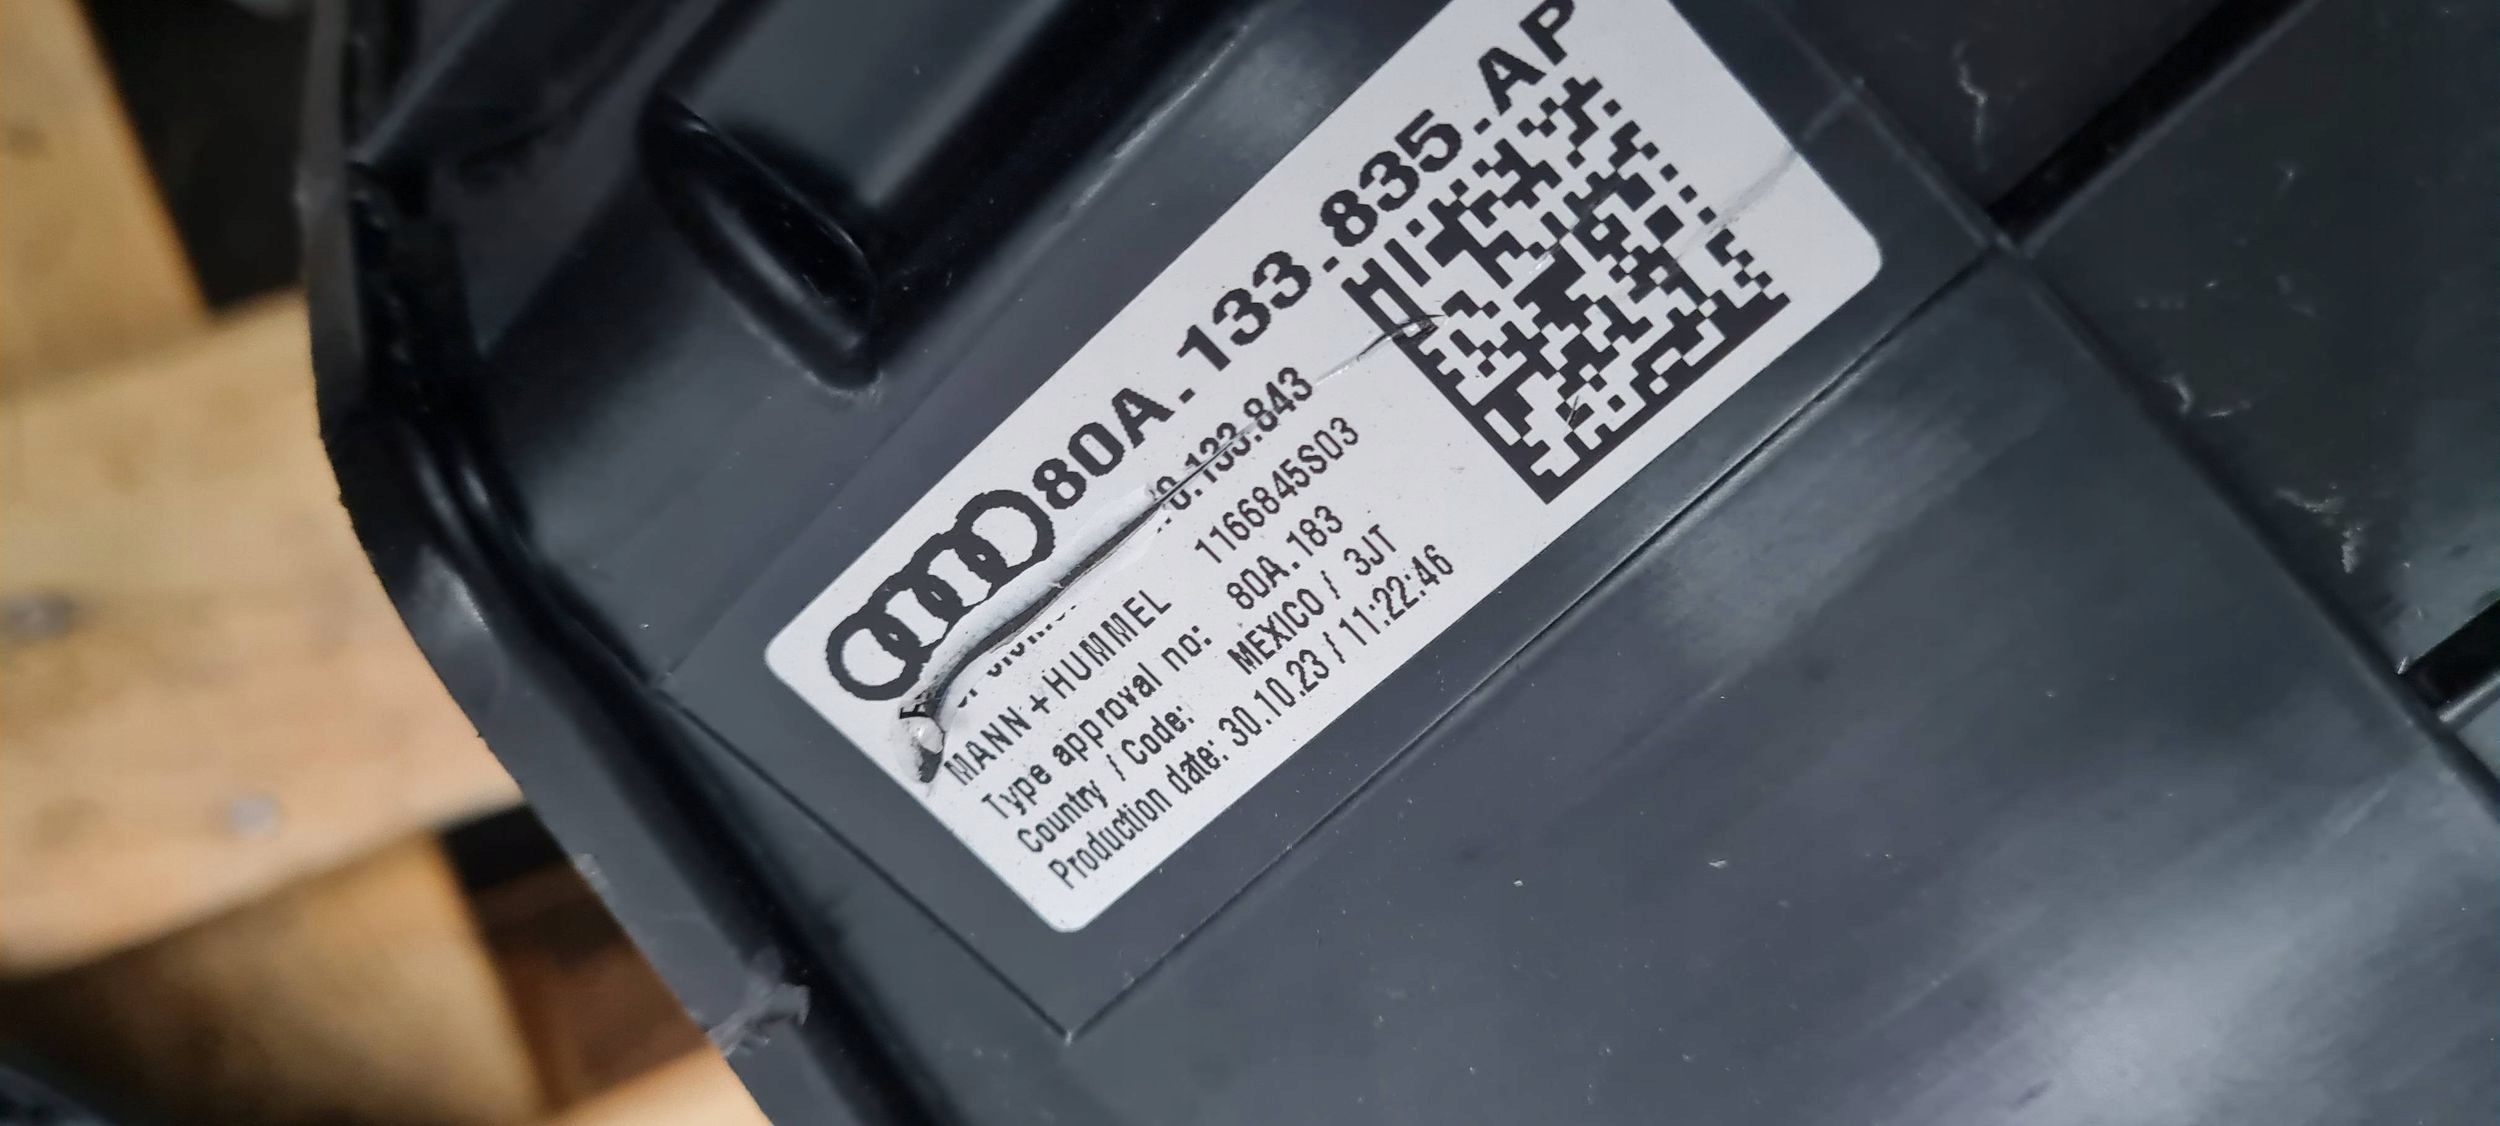 80A.133.835.AP
.133.843
MANN+HUMMEL 1166845S03
Type approval no: 80A.183
Country / Code: MEXICO / 3JT
Production date: 30.10.23 / 11:22:46